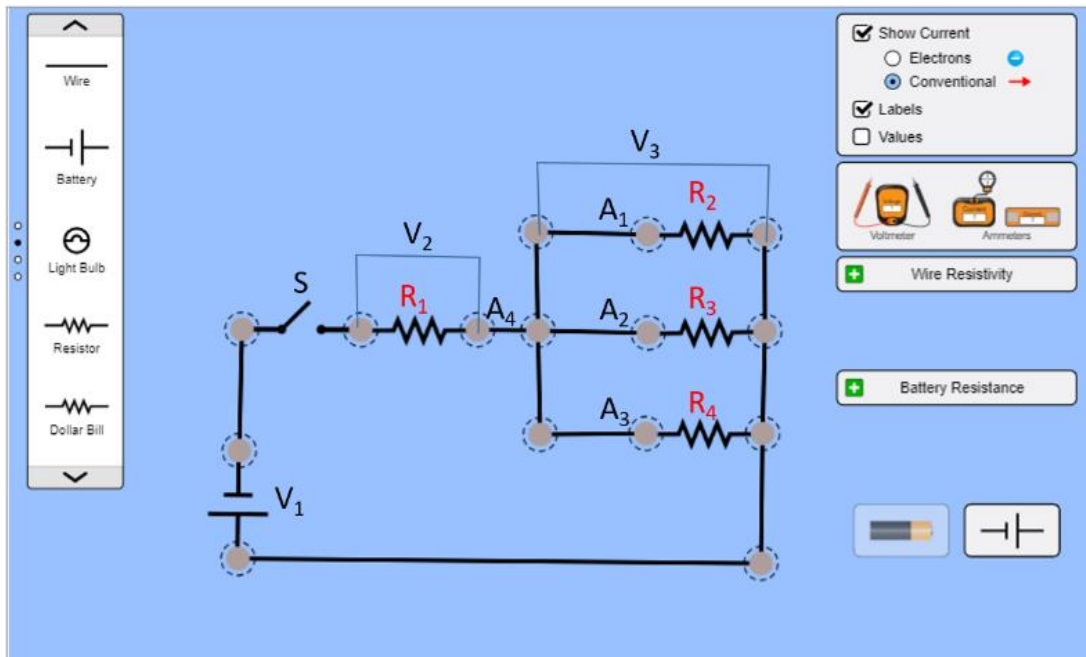 Wire
Battery
Light Bulb
Resistor
Dollar Bill
S
V₂
R₁
A₄
V₃
A₁
R₂
A₂
R₃
A₃
R₄
V₁
Show Current
Electrons
Conventional
Labels
Values
Voltmeter
Ammeters
Wire Resistivity
Battery Resistance